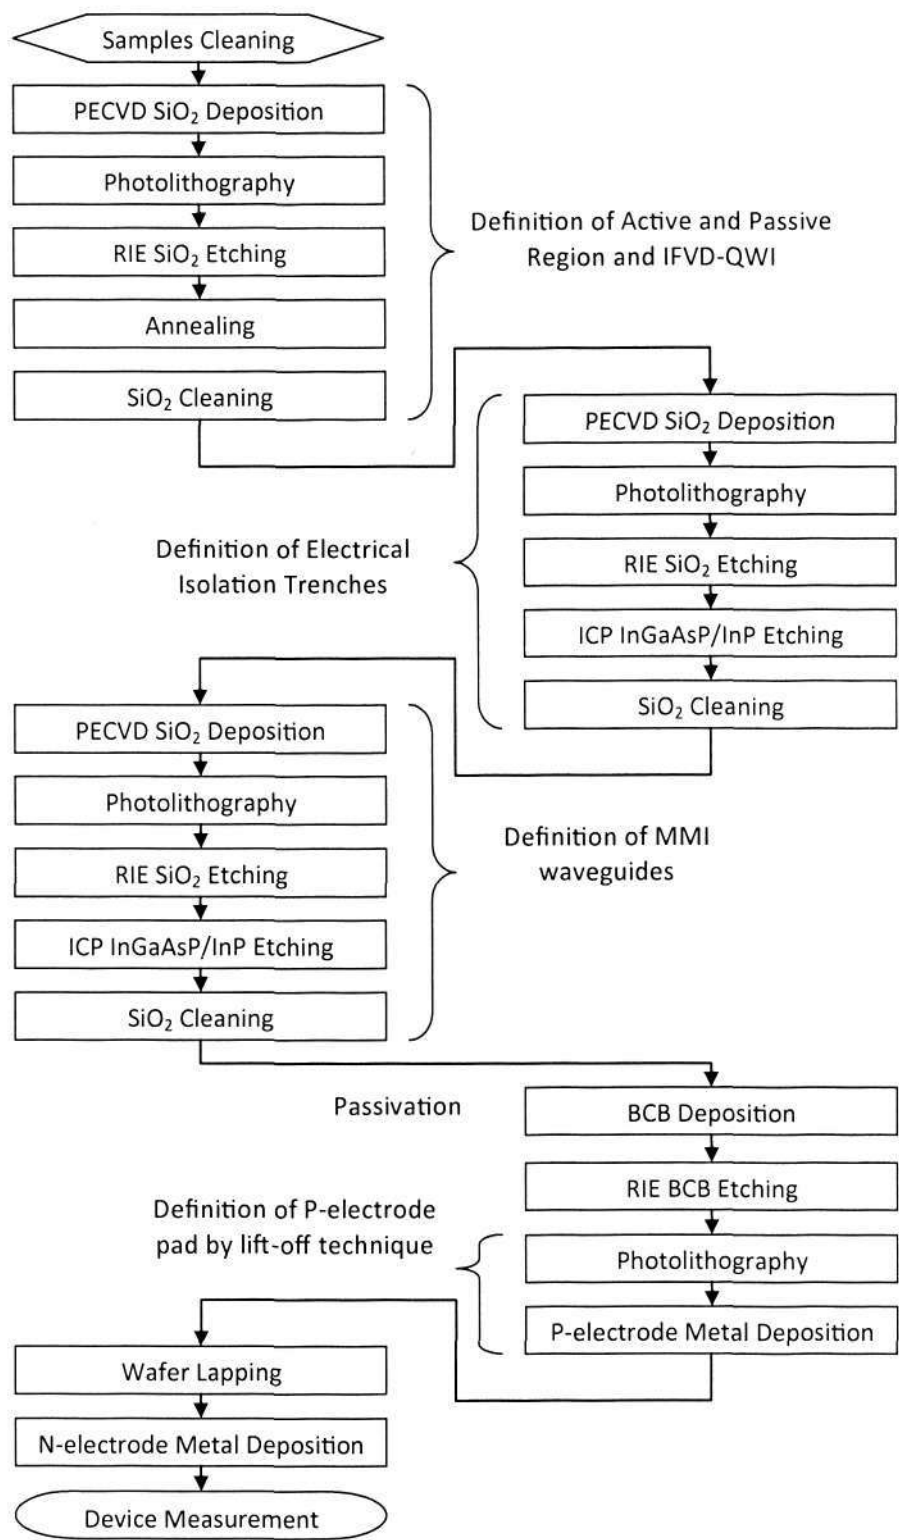 Samples Cleaning
PECVD SiO₂ Deposition
Photolithography
RIE SiO₂ Etching
Annealing
SiO₂ Cleaning
Definition of Active and Passive
Region and IFVD-QWI
PECVD SiO₂ Deposition
Photolithography
RIE SiO₂ Etching
ICP InGaAsP/InP Etching
SiO₂ Cleaning
Definition of Electrical
Isolation Trenches
PECVD SiO₂ Deposition
Photolithography
RIE SiO₂ Etching
ICP InGaAsP/InP Etching
SiO₂ Cleaning
Definition of MMI
waveguides
Passivation
BCB Deposition
RIE BCB Etching
Photolithography
P-electrode Metal Deposition
Definition of P-electrode
pad by lift-off technique
Wafer Lapping
N-electrode Metal Deposition
Device Measurement